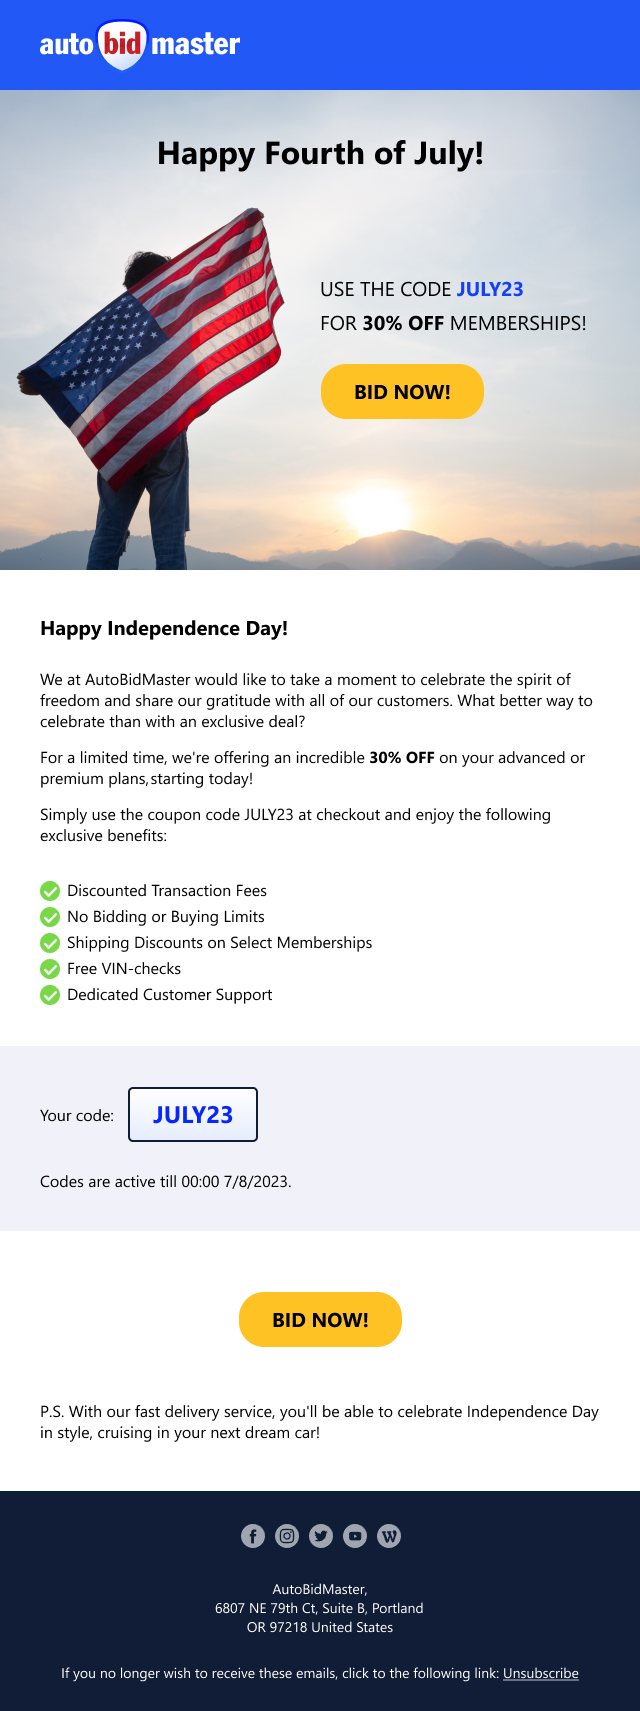 auto bid master
Happy Fourth of July!
USE THE CODE JULY23
FOR 30% OFF MEMBERSHIPS!
BID NOW!
Happy Independence Day!
We at AutoBidMaster would like to take a moment to celebrate the spirit of
freedom and share our gratitude with all of our customers. What better way to
celebrate than with an exclusive deal?
For a limited time, we're offering an incredible 30% OFF on your advanced or
premium plans, starting today!
Simply use the coupon code JULY23 at checkout and enjoy the following
exclusive benefits:
Discounted Transaction Fees
No Bidding or Buying Limits
Shipping Discounts on Select Memberships
Free VIN-checks
Dedicated Customer Support
Your code: JULY23
Codes are active till 00:00 7/8/2023.
BID NOW!
P.S. With our fast delivery service, you'll be able to celebrate Independence Day
in style, cruising in your next dream car!
AutoBidMaster,
6807 NE 79th Ct, Suite B, Portland
OR 97218 United States
If you no longer wish to receive these emails, click to the following link: Unsubscribe